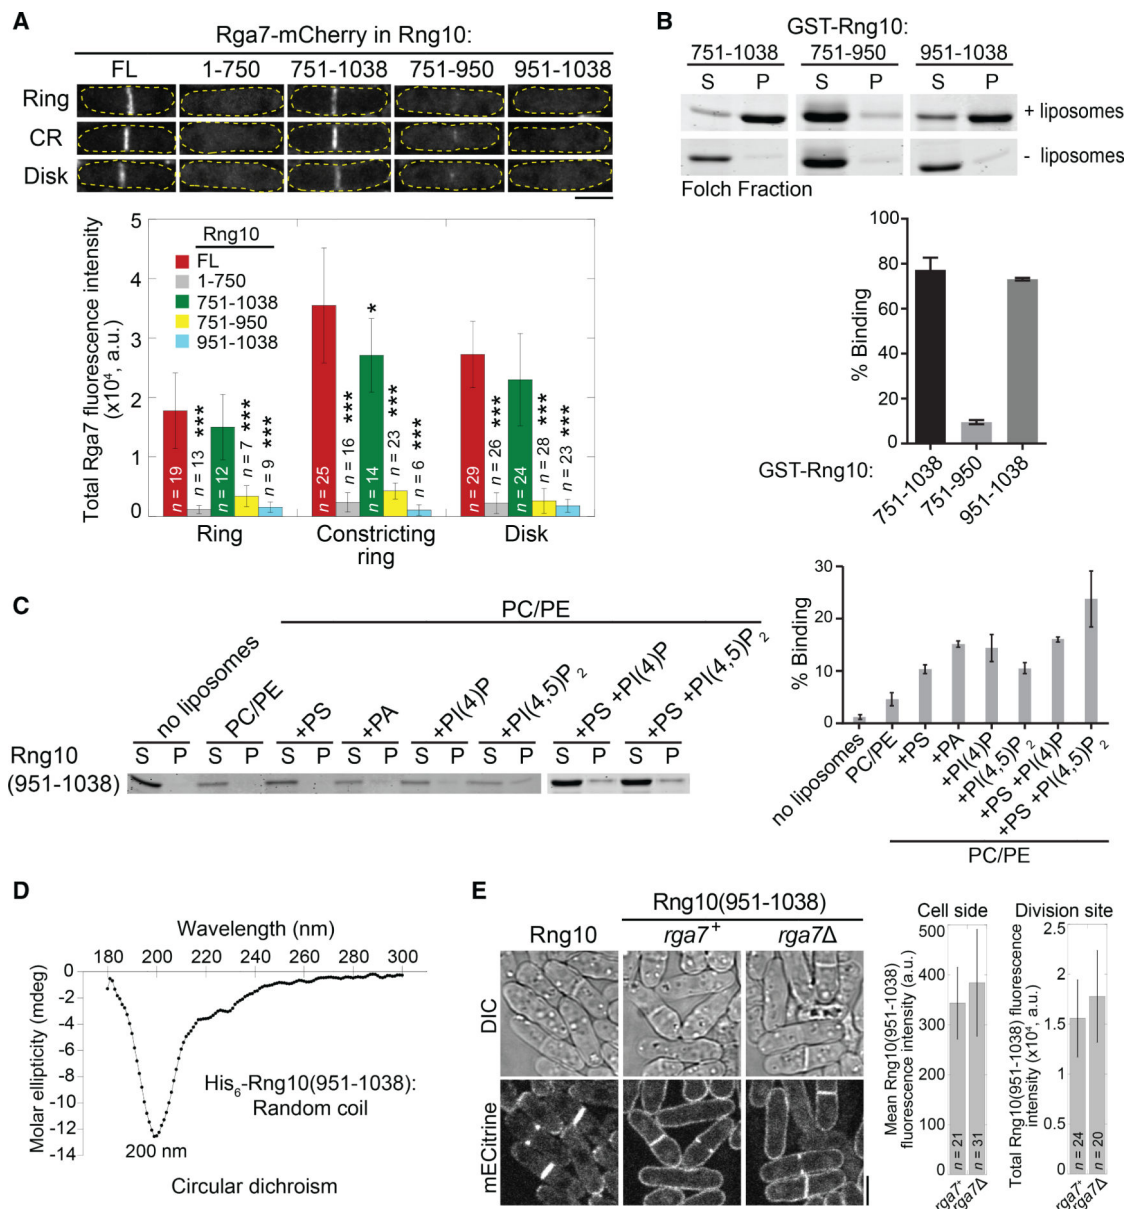 A
Rga7-mCherry in Rng10:
FL 1-750 751-1038 751-950 951-1038
Ring
CR
Disk
Total Rga7 fluorescence intensity
(x10⁴, a.u.)
5
4
3
2
1
0
Rng10
FL
1-750
751-1038
751-950
951-1038
*
*** *** *** *** *** *** *** *** ***
n = 19 n = 13 n = 12 n = 7 n = 9 n = 25 n = 16 n = 14 n = 23 n = 6 n = 29 n = 26 n = 24 n = 28 n = 23
Ring Constricting Disk
ring
B
GST-Rng10:
751-1038 751-950 951-1038
S P S P S P
+ liposomes
- liposomes
Folch Fraction
% Binding
100
80
60
40
20
0
GST-Rng10:
751-1038 751-950 951-1038
C
PC/PE
no liposomes PC/PE +PS +PA +PI(4)P +PI(4,5)P₂ +PS +PI(4)P +PS +PI(4,5)P₂
Rng10 S P S P S P S P S P S P S P S P
(951-1038)
% Binding
30
20
10
0
no liposomes PC/PE +PS +PA +PI(4)P +PI(4,5)P₂ +PS +PI(4)P +PS +PI(4,5)P₂
PC/PE
D
Wavelength (nm)
180 200 220 240 260 280 300
Molar ellipticity (mdeg)
0
-2
-4
-6
-8
-10
-12
-14
His₆-Rng10(951-1038):
Random coil
200 nm
Circular dichroism
E
Rng10(951-1038)
Rng10 rga7⁺ rga7Δ
DIC
mECitrine
Cell side
Mean Rng10(951-1038)
fluorescence intensity (a.u.)
500
400
300
200
100
0
n = 21 n = 31
rga7⁺ rga7Δ
Division site
Total Rng10(951-1038) fluorescence
intensity (x10⁴, a.u.)
2.5
2
1.5
1
0.5
0
n = 24 n = 20
rga7⁺ rga7Δ